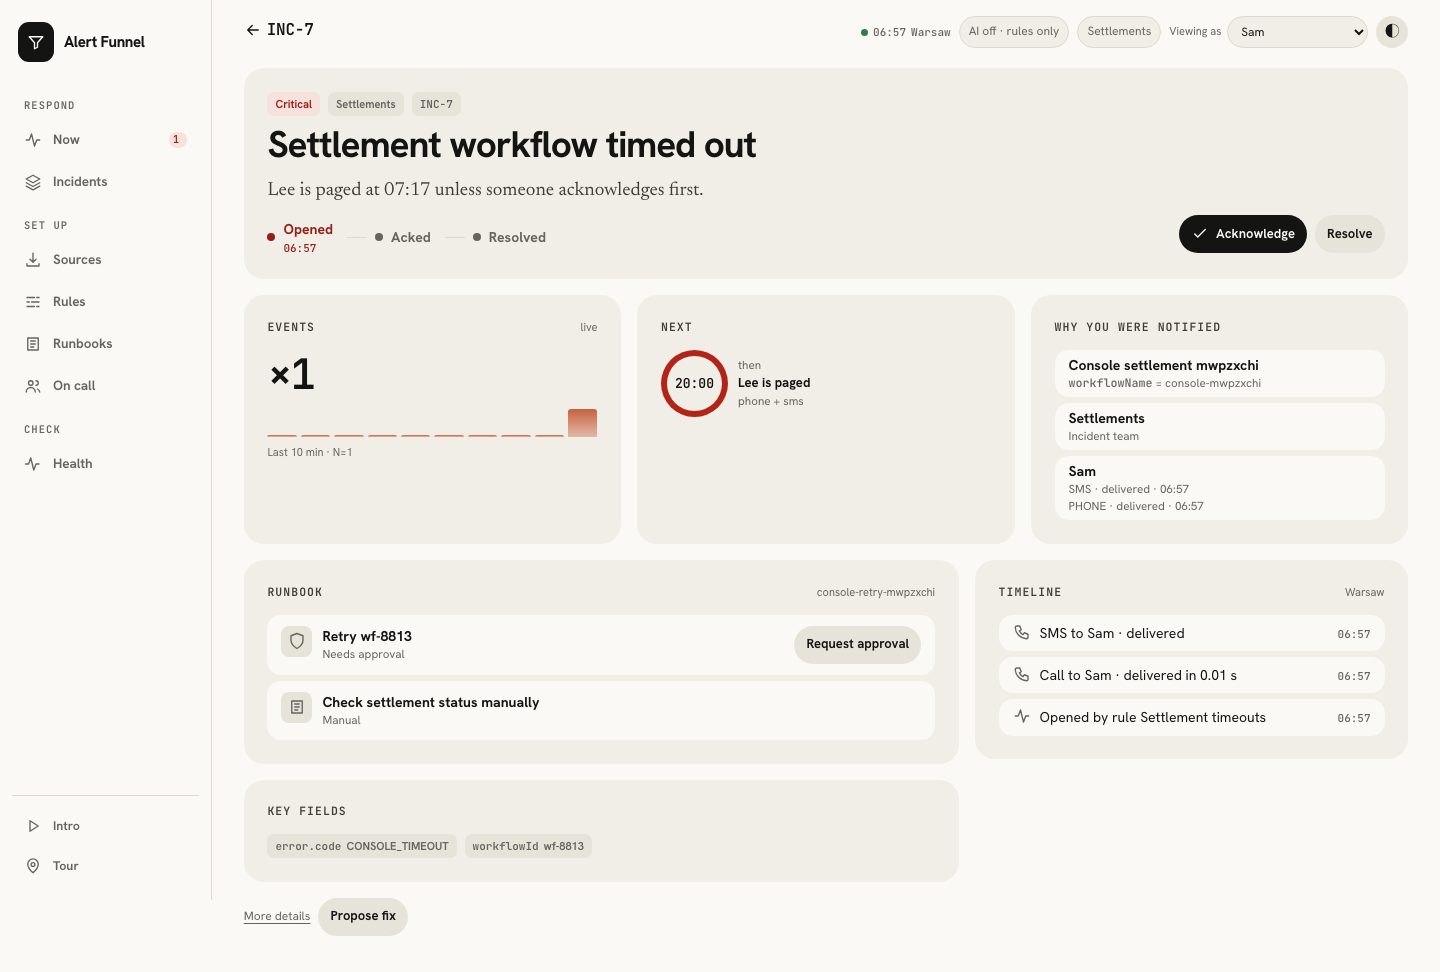 Alert Funnel
RESPOND
Now 1
Incidents
SET UP
Sources
Rules
Runbooks
On call
CHECK
Health
Intro
Tour
← INC-7
06:57 Warsaw
AI off · rules only
Settlements
Viewing as
Sam
Critical
Settlements
INC-7
Settlement workflow timed out
Lee is paged at 07:17 unless someone acknowledges first.
Opened
06:57
Acked
Resolved
Acknowledge
Resolve
EVENTS
live
×1
Last 10 min · N=1
NEXT
20:00
then
Lee is paged
phone + sms
WHY YOU WERE NOTIFIED
Console settlement mwpzxchi
workflowName = console-mwpzxchi
Settlements
Incident team
Sam
SMS · delivered · 06:57
PHONE · delivered · 06:57
RUNBOOK
console-retry-mwpzxchi
Retry wf-8813
Needs approval
Request approval
Check settlement status manually
Manual
TIMELINE
Warsaw
SMS to Sam · delivered 06:57
Call to Sam · delivered in 0.01 s 06:57
Opened by rule Settlement timeouts 06:57
KEY FIELDS
error.code CONSOLE_TIMEOUT
workflowId wf-8813
More details
Propose fix